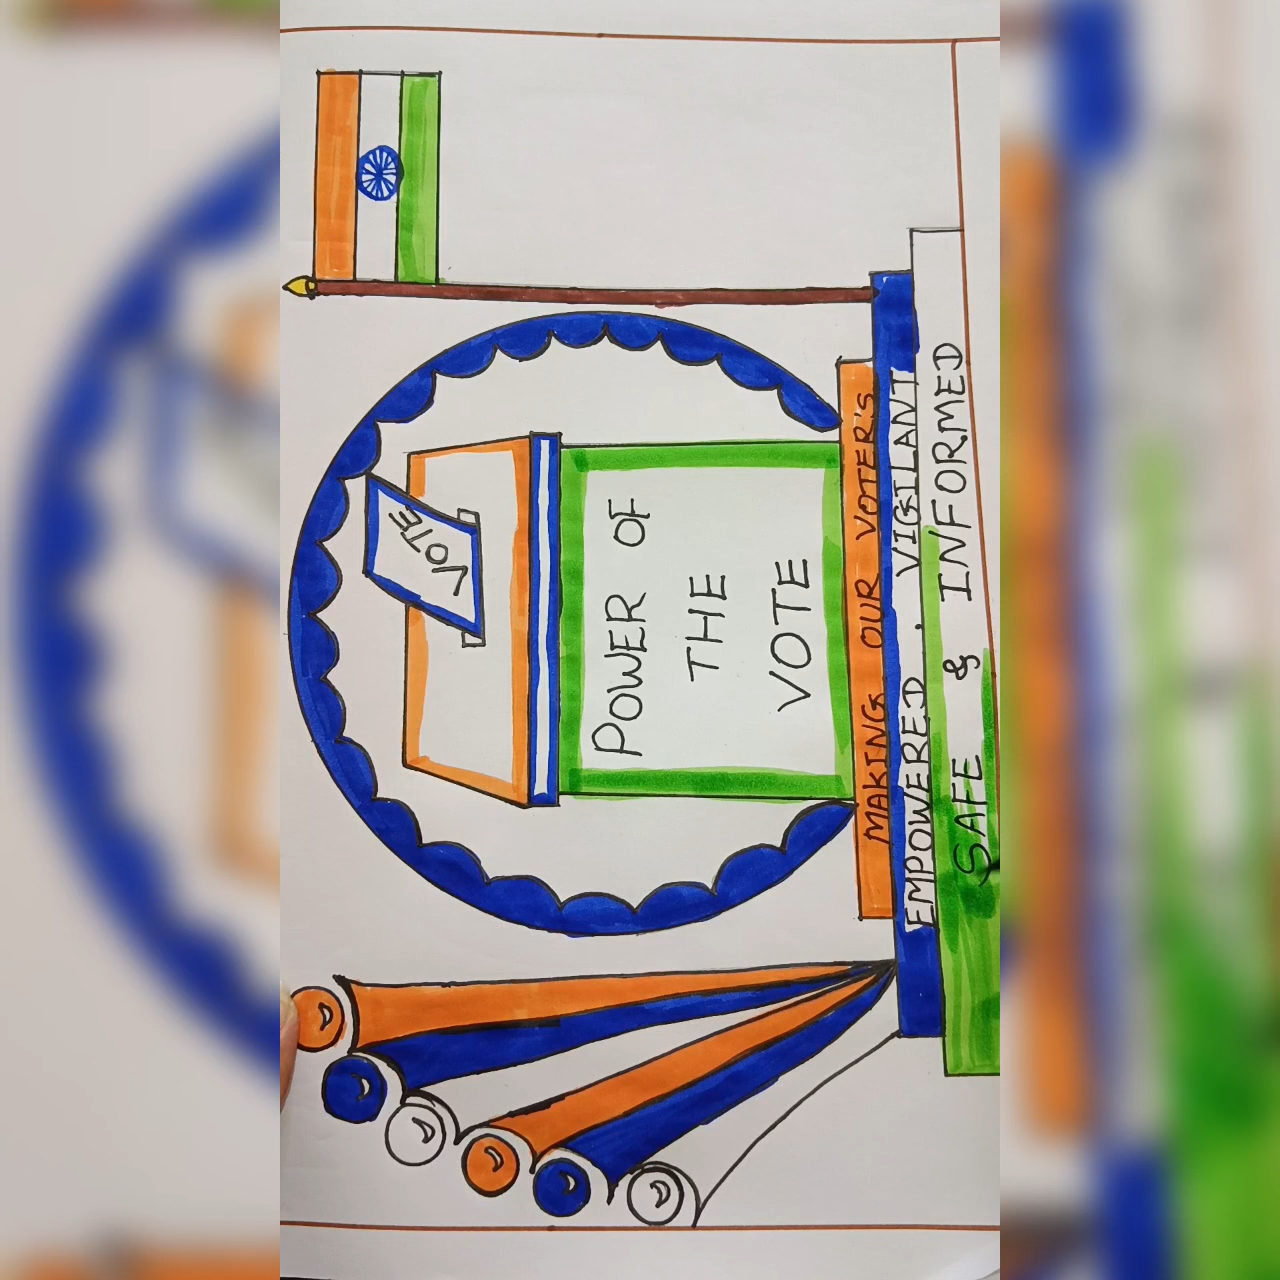 VOTE
POWER OF
THE
VOTE
MAKING OUR VOTER'S
EMPOWERED . VIGILANT
SAFE & INFORMED